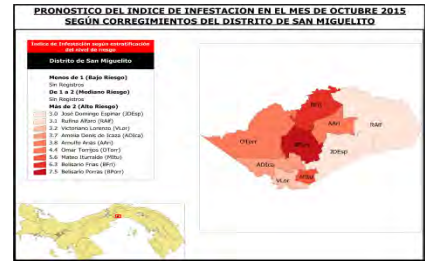 PRONOSTICO DEL INDICE DE INFESTACION EN EL MES DE OCTUBRE 2015
SEGÚN CORREGIMIENTOS DEL DISTRITO DE SAN MIGUELITO
Índice de Infestación según estratificación
del nivel de riesgo
Distrito de San Miguelito
Menos de 1 (Bajo Riesgo)
Sin Registros
De 1 a 2 (Mediano Riesgo)
Sin Registros
Más de 2 (Alto Riesgo)
3.0 José Domingo Espinar (JDEsp)
3.1 Rufina Alfaro (RAlf)
3.2 Victoriano Lorenzo (VLor)
3.7 Amelia Denis de Icaza (ADIca)
3.8 Arnulfo Arias (AAri)
4.4 Omar Torrijos (OTorr)
5.6 Mateo Iturralde (MItu)
6.3 Belisario Frías (BFri)
7.5 Belisario Porras (BPorr)
BFri
AAri
RAlf
OTorr
BPorr
JDEsp
ADIca
VLor
MItu